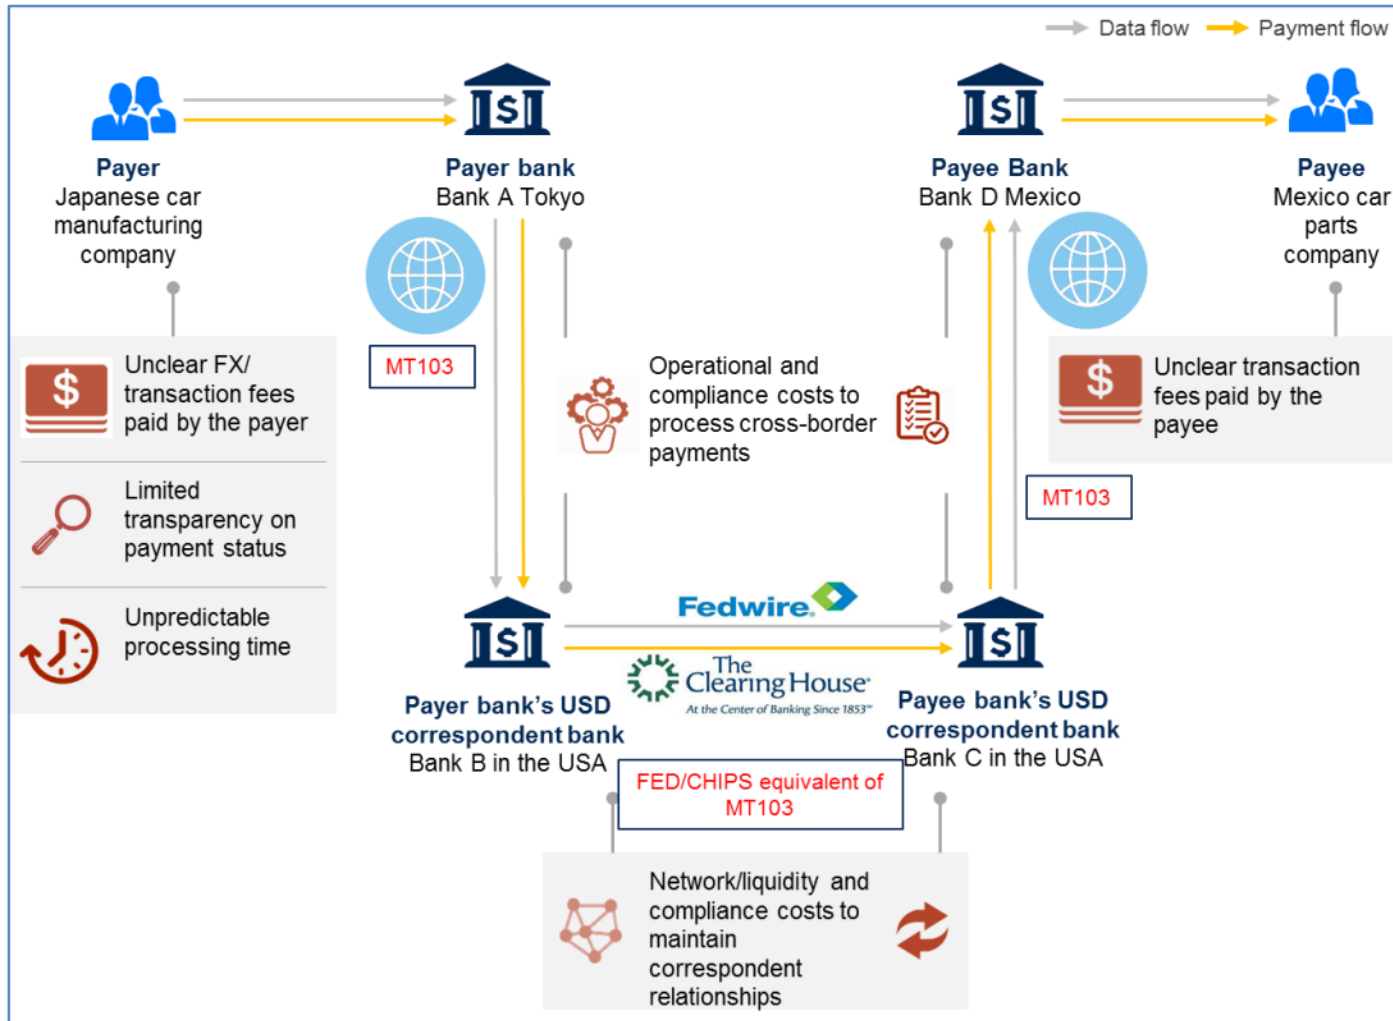 Data flow
Payment flow
Payer
Japanese car
manufacturing
company
Payer bank
Bank A Tokyo
Payee Bank
Bank D Mexico
Payee
Mexico car
parts
company
MT103
Unclear FX/
transaction fees
paid by the payer
Limited
transparency on
payment status
Unpredictable
processing time
Operational and
compliance costs to
process cross-border
payments
Unclear transaction
fees paid by the
payee
MT103
Fedwire®
The
Clearing House®
At the Center of Banking Since 1853℠
Payer bank’s USD
correspondent bank
Bank B in the USA
Payee bank’s USD
correspondent bank
Bank C in the USA
FED/CHIPS equivalent of
MT103
Network/liquidity and
compliance costs to
maintain
correspondent
relationships